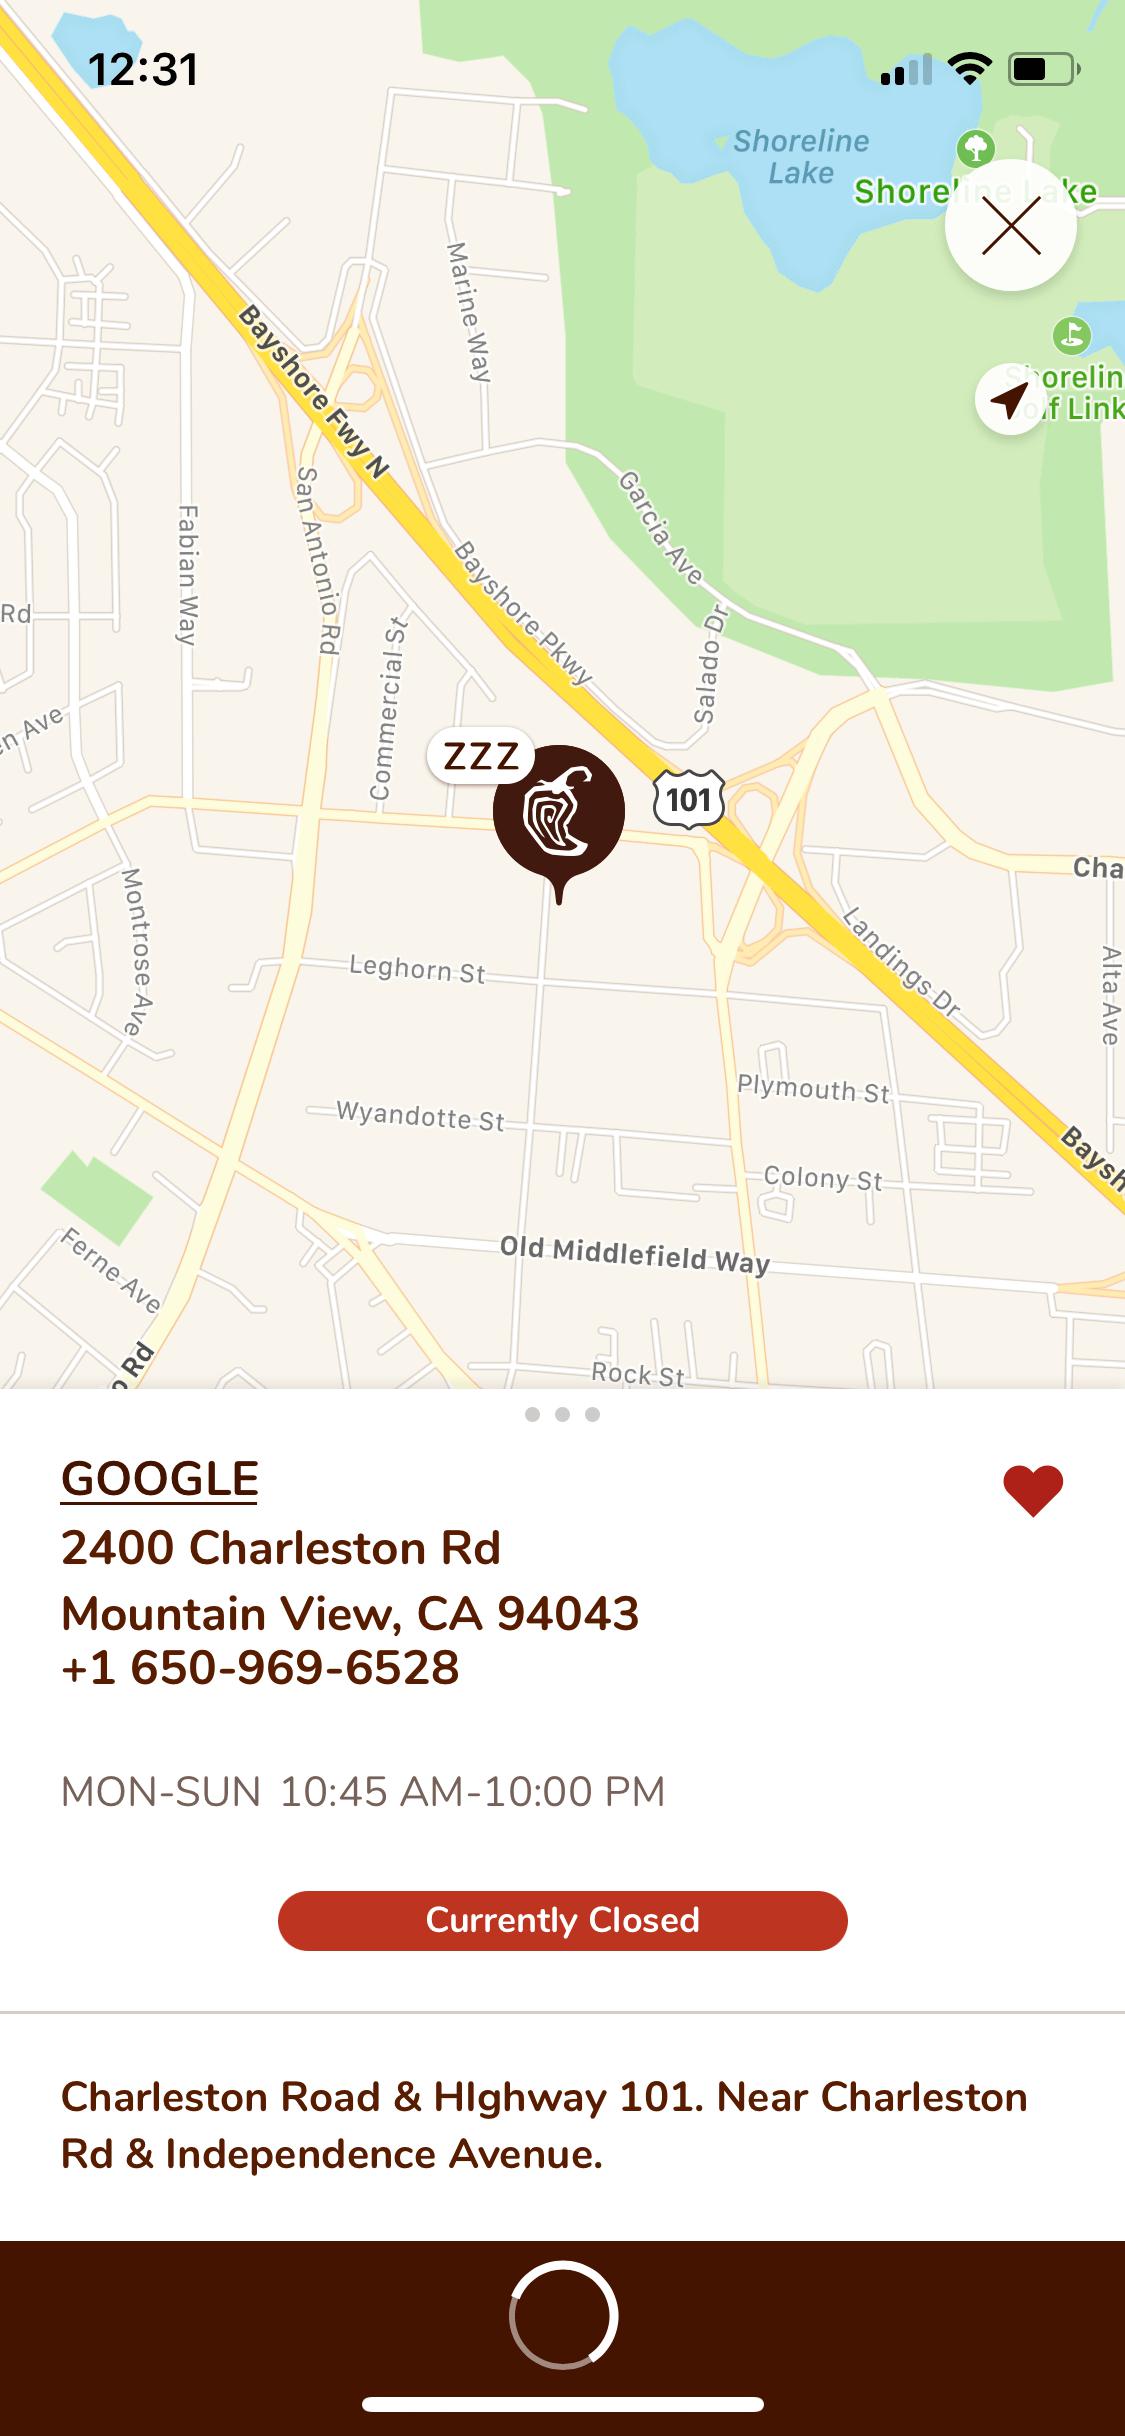 12:31
Shoreline
Lake
Shoreline Lake
Marine Way
Bayshore Fwy N
Shorelin
olf Link
San Antonio Rd
Fabian Way
Garcia Ave
Bayshore Pkwy
Rd
Commercial St
Salado Dr
en Ave
ZZZ
101
Cha
Montrose Ave
Landings Dr
Leghorn St
Alta Ave
Plymouth St
Wyandotte St
Baysh
Colony St
Old Middlefield Way
Ferne Ave
o Rd
Rock St
GOOGLE
2400 Charleston Rd
Mountain View, CA 94043
+1 650-969-6528
MON-SUN 10:45 AM-10:00 PM
Currently Closed
Charleston Road & HIghway 101. Near Charleston
Rd & Independence Avenue.